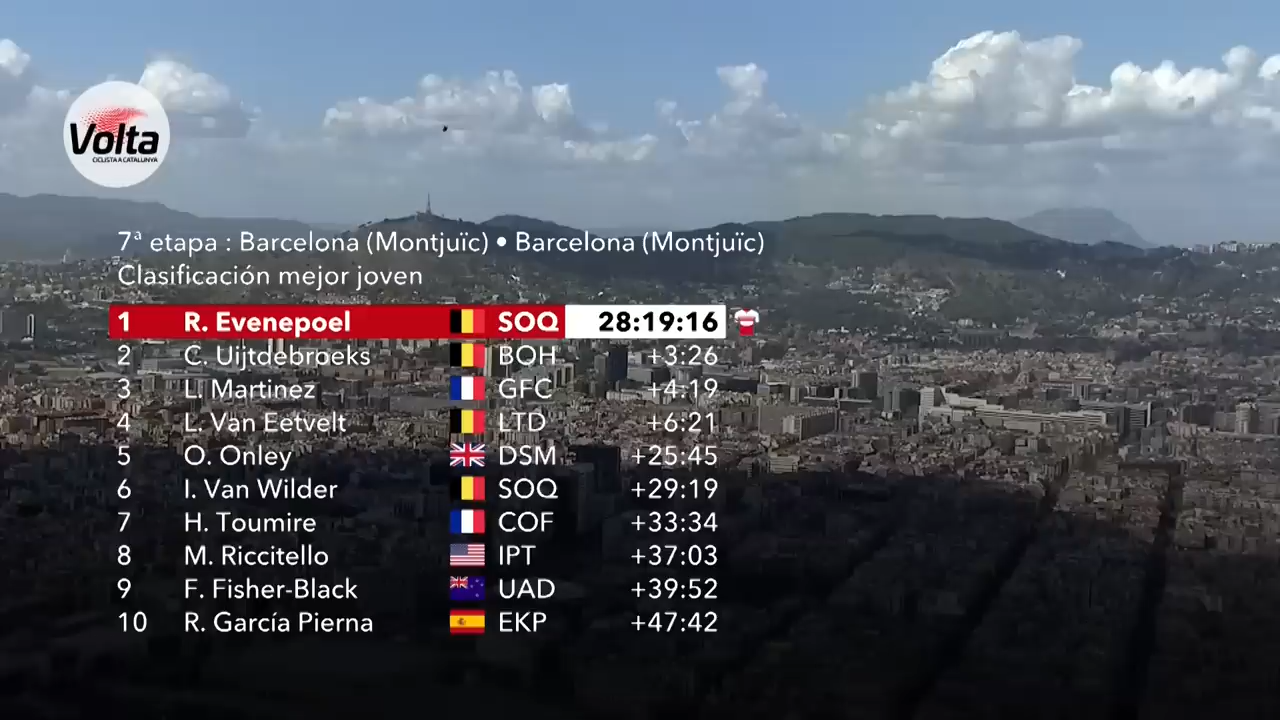 Volta
CICLISTA A CATALUNYA
7ª etapa : Barcelona (Montjuïc) • Barcelona (Montjuïc)
Clasificación mejor joven
1 R. Evenepoel SOQ 28:19:16
2 C. Uijtdebroeks BOH +3:26
3 L. Martinez GFC +4:19
4 L. Van Eetvelt LTD +6:21
5 O. Onley DSM +25:45
6 I. Van Wilder SOQ +29:19
7 H. Toumire COF +33:34
8 M. Riccitello IPT +37:03
9 F. Fisher-Black UAD +39:52
10 R. García Pierna EKP +47:42